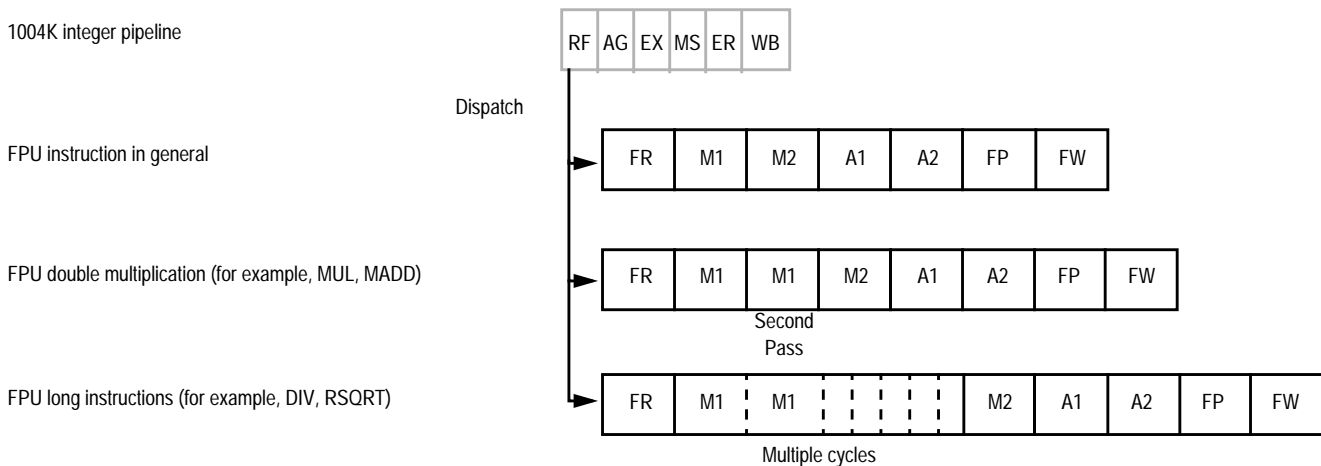 1004K integer pipeline
RF AG EX MS ER WB
Dispatch
FPU instruction in general
FR M1 M2 A1 A2 FP FW
FPU double multiplication (for example, MUL, MADD)
FR M1 M1 M2 A1 A2 FP FW
Second
Pass
FPU long instructions (for example, DIV, RSQRT)
FR M1 M1 M2 A1 A2 FP FW
Multiple cycles